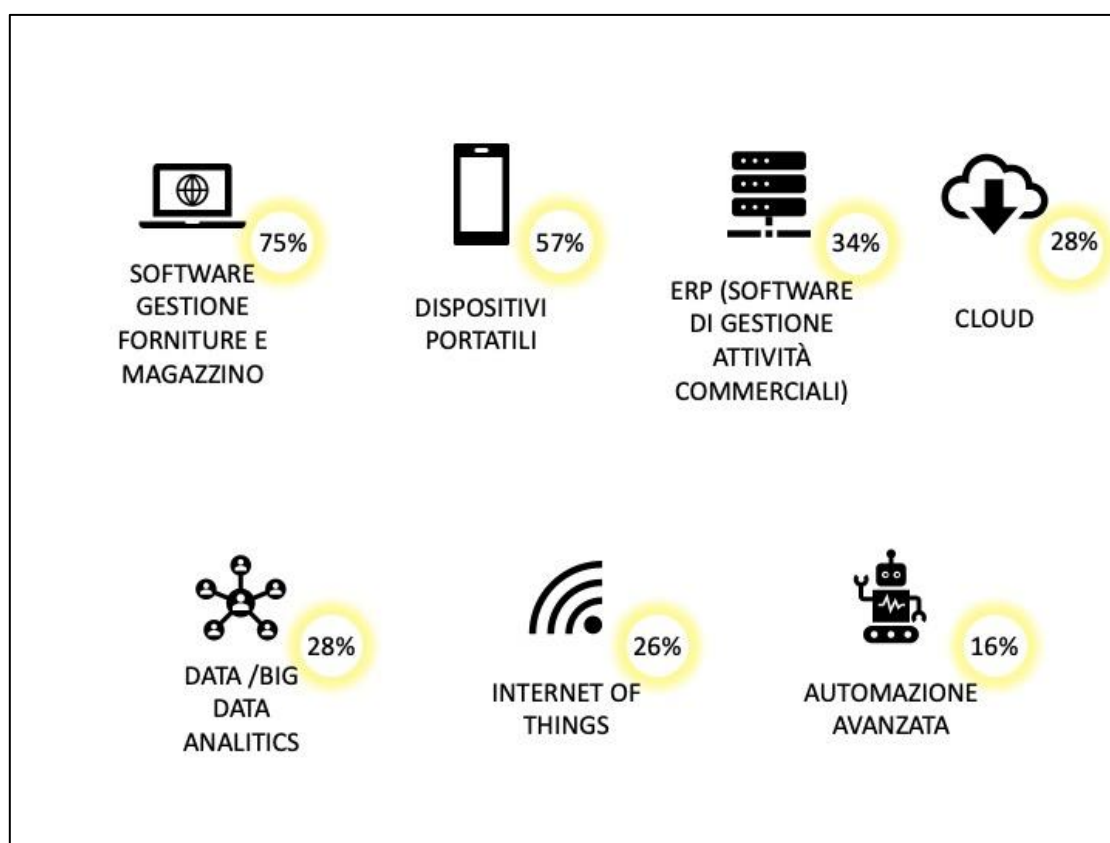 75%
SOFTWARE
GESTIONE
FORNITURE E
MAGAZZINO
57%
DISPOSITIVI
PORTATILI
34%
ERP (SOFTWARE
DI GESTIONE
ATTIVITÀ
COMMERCIALI)
28%
CLOUD
28%
DATA /BIG
DATA
ANALITICS
26%
INTERNET OF
THINGS
16%
AUTOMAZIONE
AVANZATA